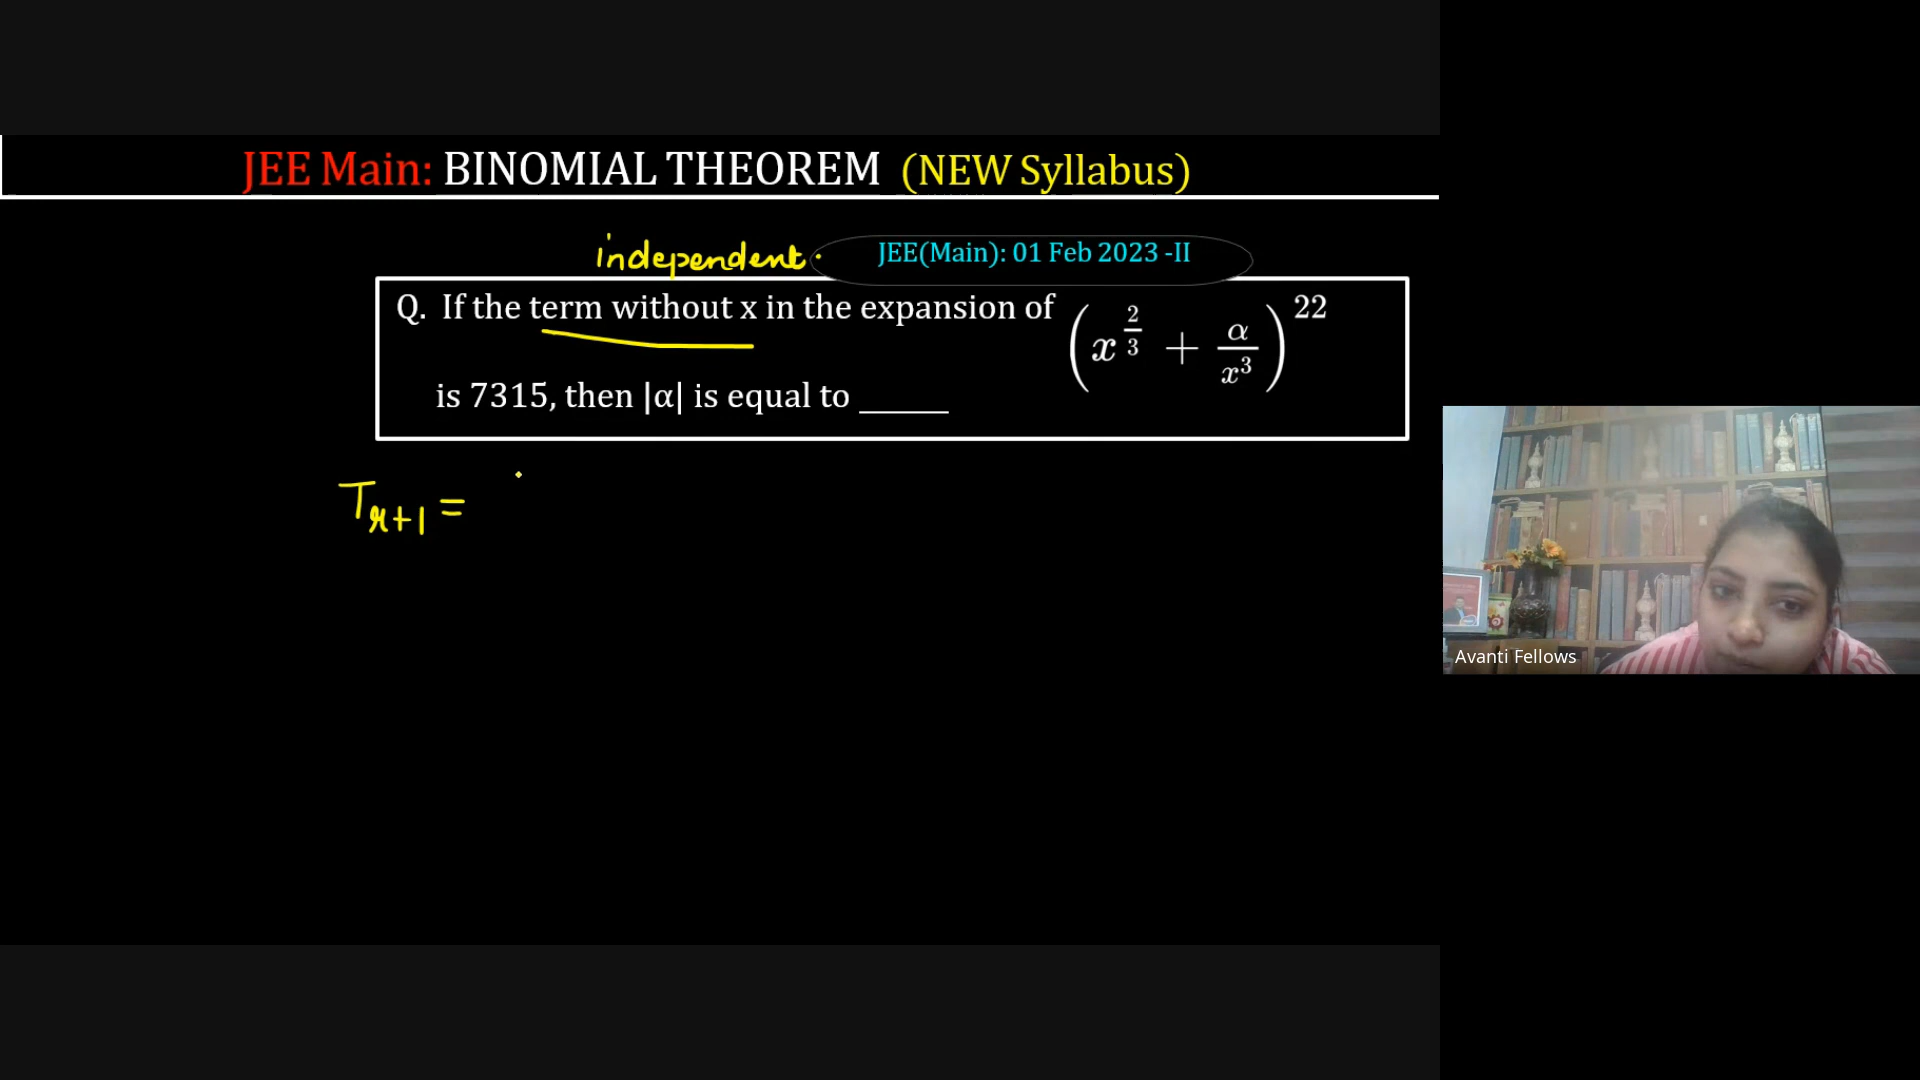 JEE Main: BINOMIAL THEOREM (NEW Syllabus)
independent.
JEE(Main): 01 Feb 2023 -II
Q. If the term without x in the expansion of (x^{2/3} + α/x^3)^{22}
is 7315, then |α| is equal to ______
T_{r+1} =
Avanti Fellows